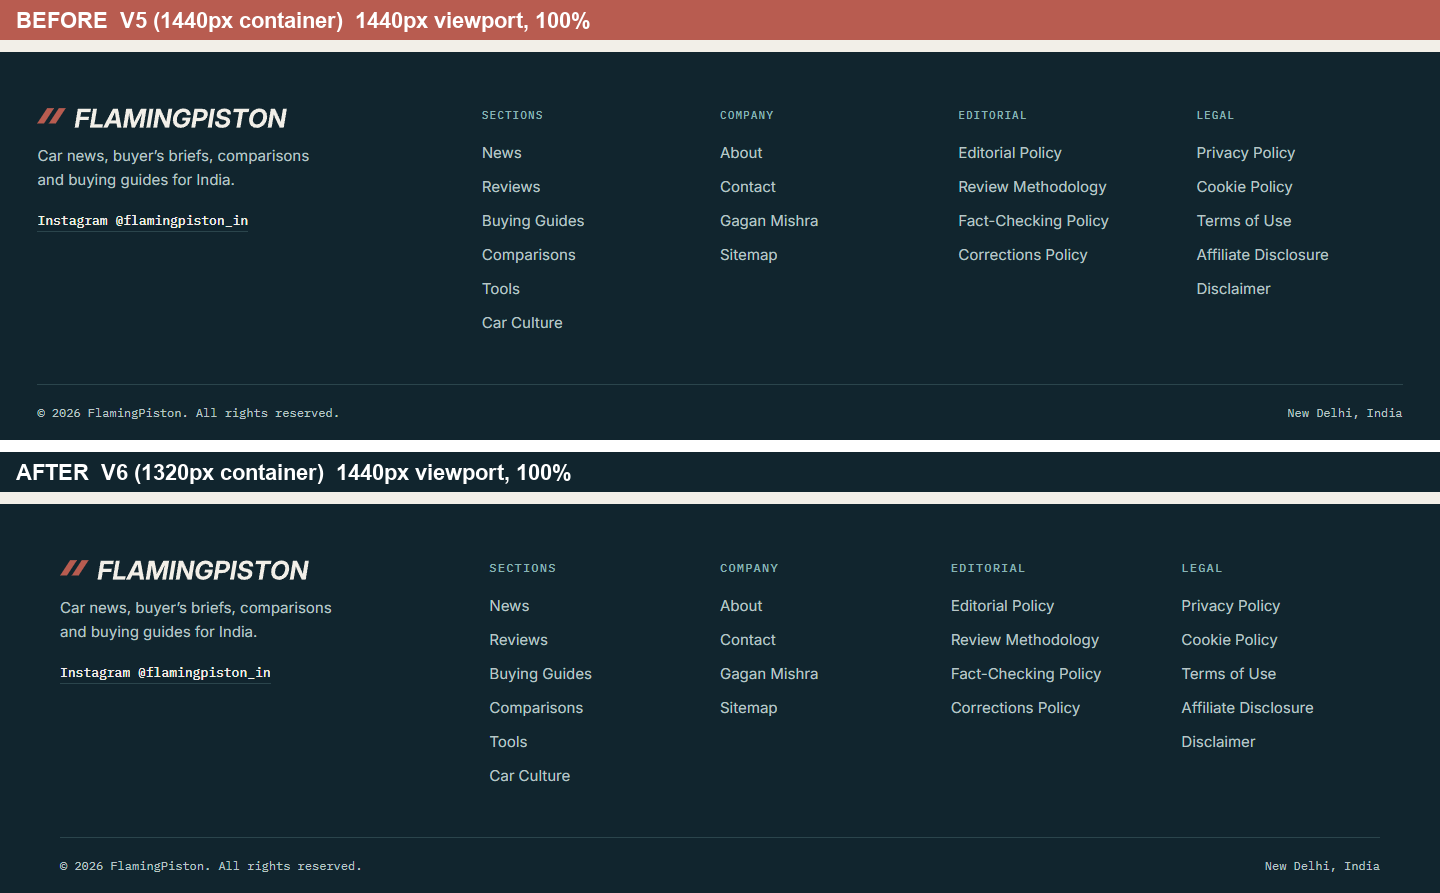 BEFORE  V5 (1440px container)  1440px viewport, 100%
FLAMINGPISTON
Car news, buyer’s briefs, comparisons
and buying guides for India.
Instagram @flamingpiston_in
SECTIONS
News
Reviews
Buying Guides
Comparisons
Tools
Car Culture
COMPANY
About
Contact
Gagan Mishra
Sitemap
EDITORIAL
Editorial Policy
Review Methodology
Fact-Checking Policy
Corrections Policy
LEGAL
Privacy Policy
Cookie Policy
Terms of Use
Affiliate Disclosure
Disclaimer
© 2026 FlamingPiston. All rights reserved.
New Delhi, India
AFTER  V6 (1320px container)  1440px viewport, 100%
FLAMINGPISTON
Car news, buyer’s briefs, comparisons
and buying guides for India.
Instagram @flamingpiston_in
SECTIONS
News
Reviews
Buying Guides
Comparisons
Tools
Car Culture
COMPANY
About
Contact
Gagan Mishra
Sitemap
EDITORIAL
Editorial Policy
Review Methodology
Fact-Checking Policy
Corrections Policy
LEGAL
Privacy Policy
Cookie Policy
Terms of Use
Affiliate Disclosure
Disclaimer
© 2026 FlamingPiston. All rights reserved.
New Delhi, India